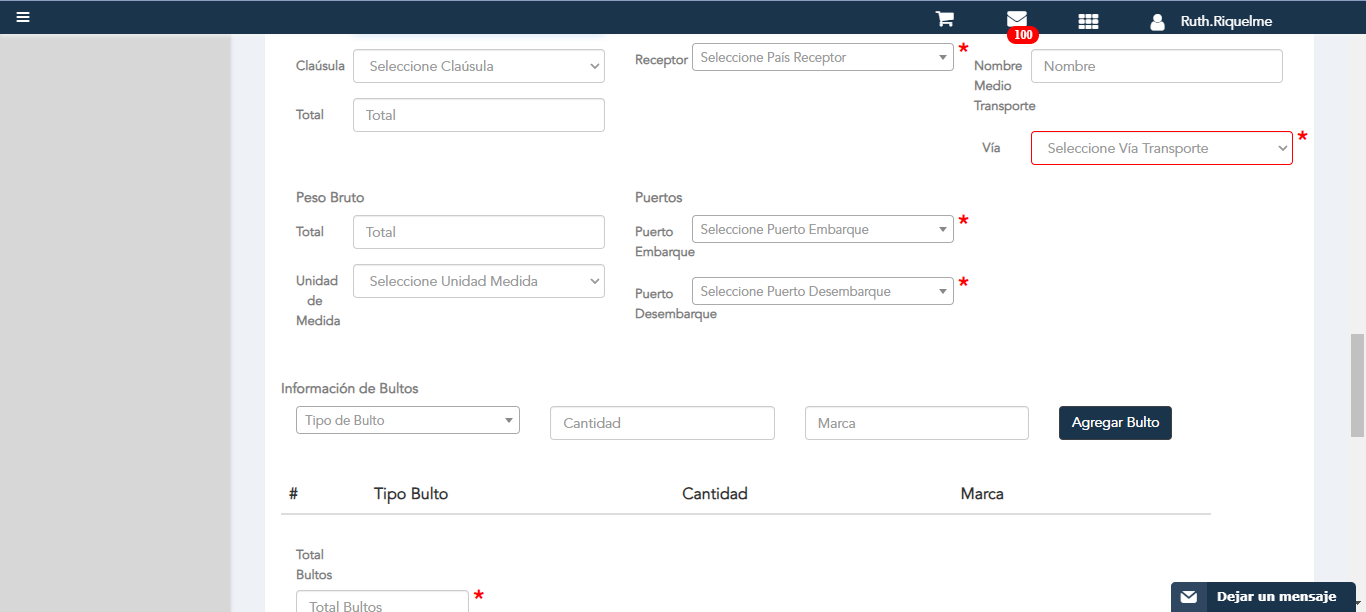 Ruth.Riquelme
100
Claúsula
Seleccione Claúsula
Receptor
Seleccione País Receptor
*
Nombre
Medio
Transporte
Nombre
Total
Total
Vía
Seleccione Vía Transporte
*
Peso Bruto
Puertos
Total
Total
Puerto
Embarque
Seleccione Puerto Embarque
*
Unidad
de
Medida
Seleccione Unidad Medida
Puerto
Desembarque
Seleccione Puerto Desembarque
*
Información de Bultos
Tipo de Bulto
Cantidad
Marca
Agregar Bulto
# Tipo Bulto Cantidad Marca
Total
Bultos
Total Bultos
*
Dejar un mensaje